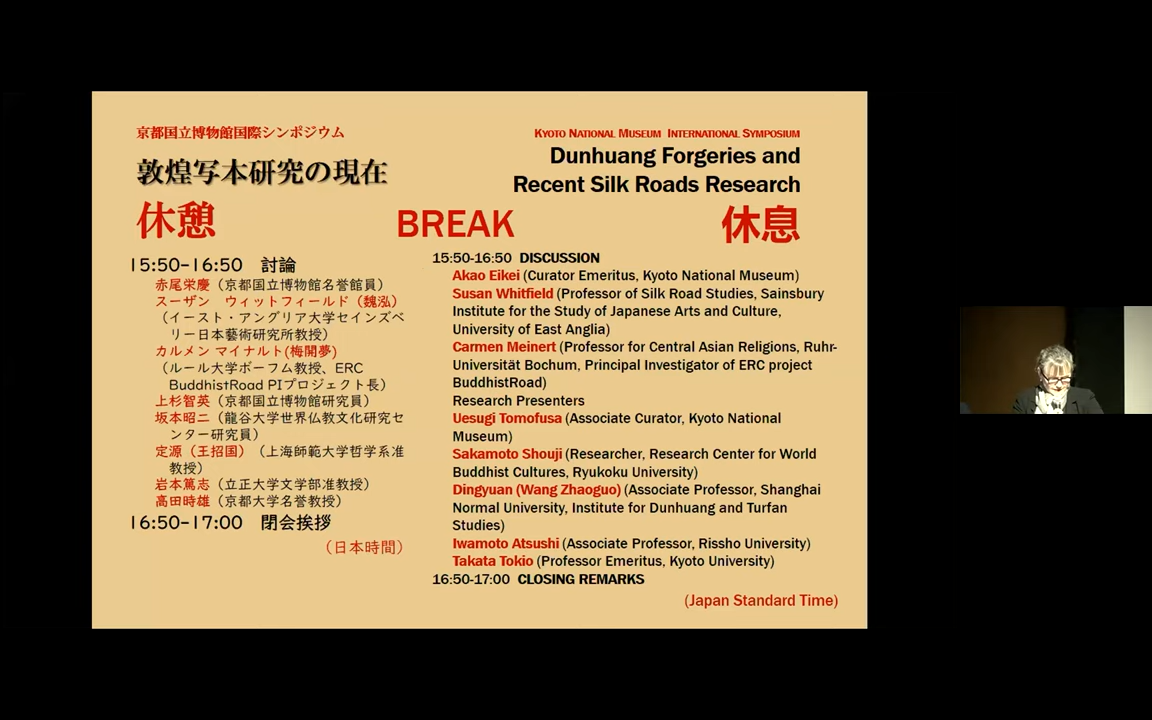 京都国立博物館国際シンポジウム
敦煌写本研究の現在
KYOTO NATIONAL MUSEUM INTERNATIONAL SYMPOSIUM
Dunhuang Forgeries and
Recent Silk Roads Research
休憩 BREAK 休息
15:50-16:50 討論
赤尾栄慶（京都国立博物館名誉館員）
スーザン ウィットフィールド（魏泓）
（イースト・アングリア大学セインズベ
リー日本藝術研究所教授）
カルメン マイナルト(梅開夢)
（ルール大学ボーフム教授、ERC
BuddhistRoad PIプロジェクト長）
上杉智英（京都国立博物館研究員）
坂本昭二（龍谷大学世界仏教文化研究セ
ンター研究員）
定源（王招国）（上海師範大学哲学系准
教授）
岩本篤志（立正大学文学部准教授）
高田時雄（京都大学名誉教授）
16:50-17:00 閉会挨拶
（日本時間）
15:50-16:50 DISCUSSION
Akao Eikei (Curator Emeritus, Kyoto National Museum)
Susan Whitfield (Professor of Silk Road Studies, Sainsbury
Institute for the Study of Japanese Arts and Culture,
University of East Anglia)
Carmen Meinert (Professor for Central Asian Religions, Ruhr-
Universität Bochum, Principal Investigator of ERC project
BuddhistRoad)
Research Presenters
Uesugi Tomofusa (Associate Curator, Kyoto National
Museum)
Sakamoto Shouji (Researcher, Research Center for World
Buddhist Cultures, Ryukoku University)
Dingyuan (Wang Zhaoguo) (Associate Professor, Shanghai
Normal University, Institute for Dunhuang and Turfan
Studies)
Iwamoto Atsushi (Associate Professor, Rissho University)
Takata Tokio (Professor Emeritus, Kyoto University)
16:50-17:00 CLOSING REMARKS
(Japan Standard Time)